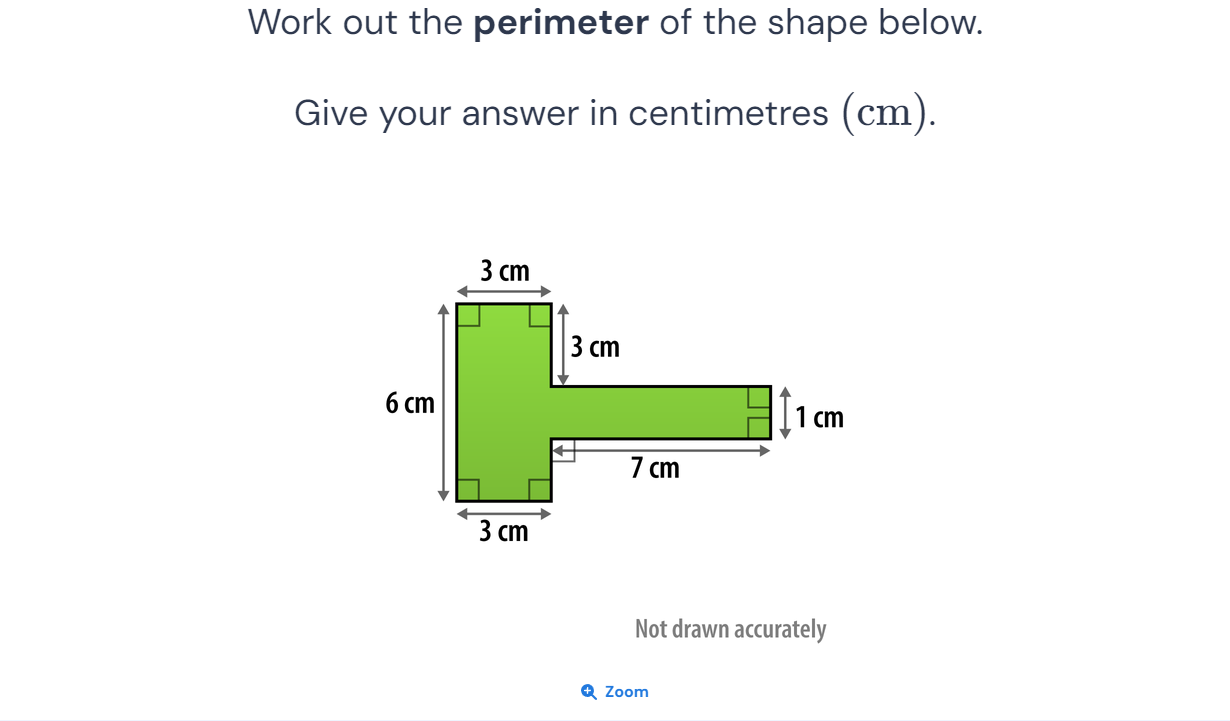 Work out the perimeter of the shape below.
Give your answer in centimetres (cm).
3 cm
3 cm
6 cm
1 cm
7 cm
3 cm
Not drawn accurately
Zoom